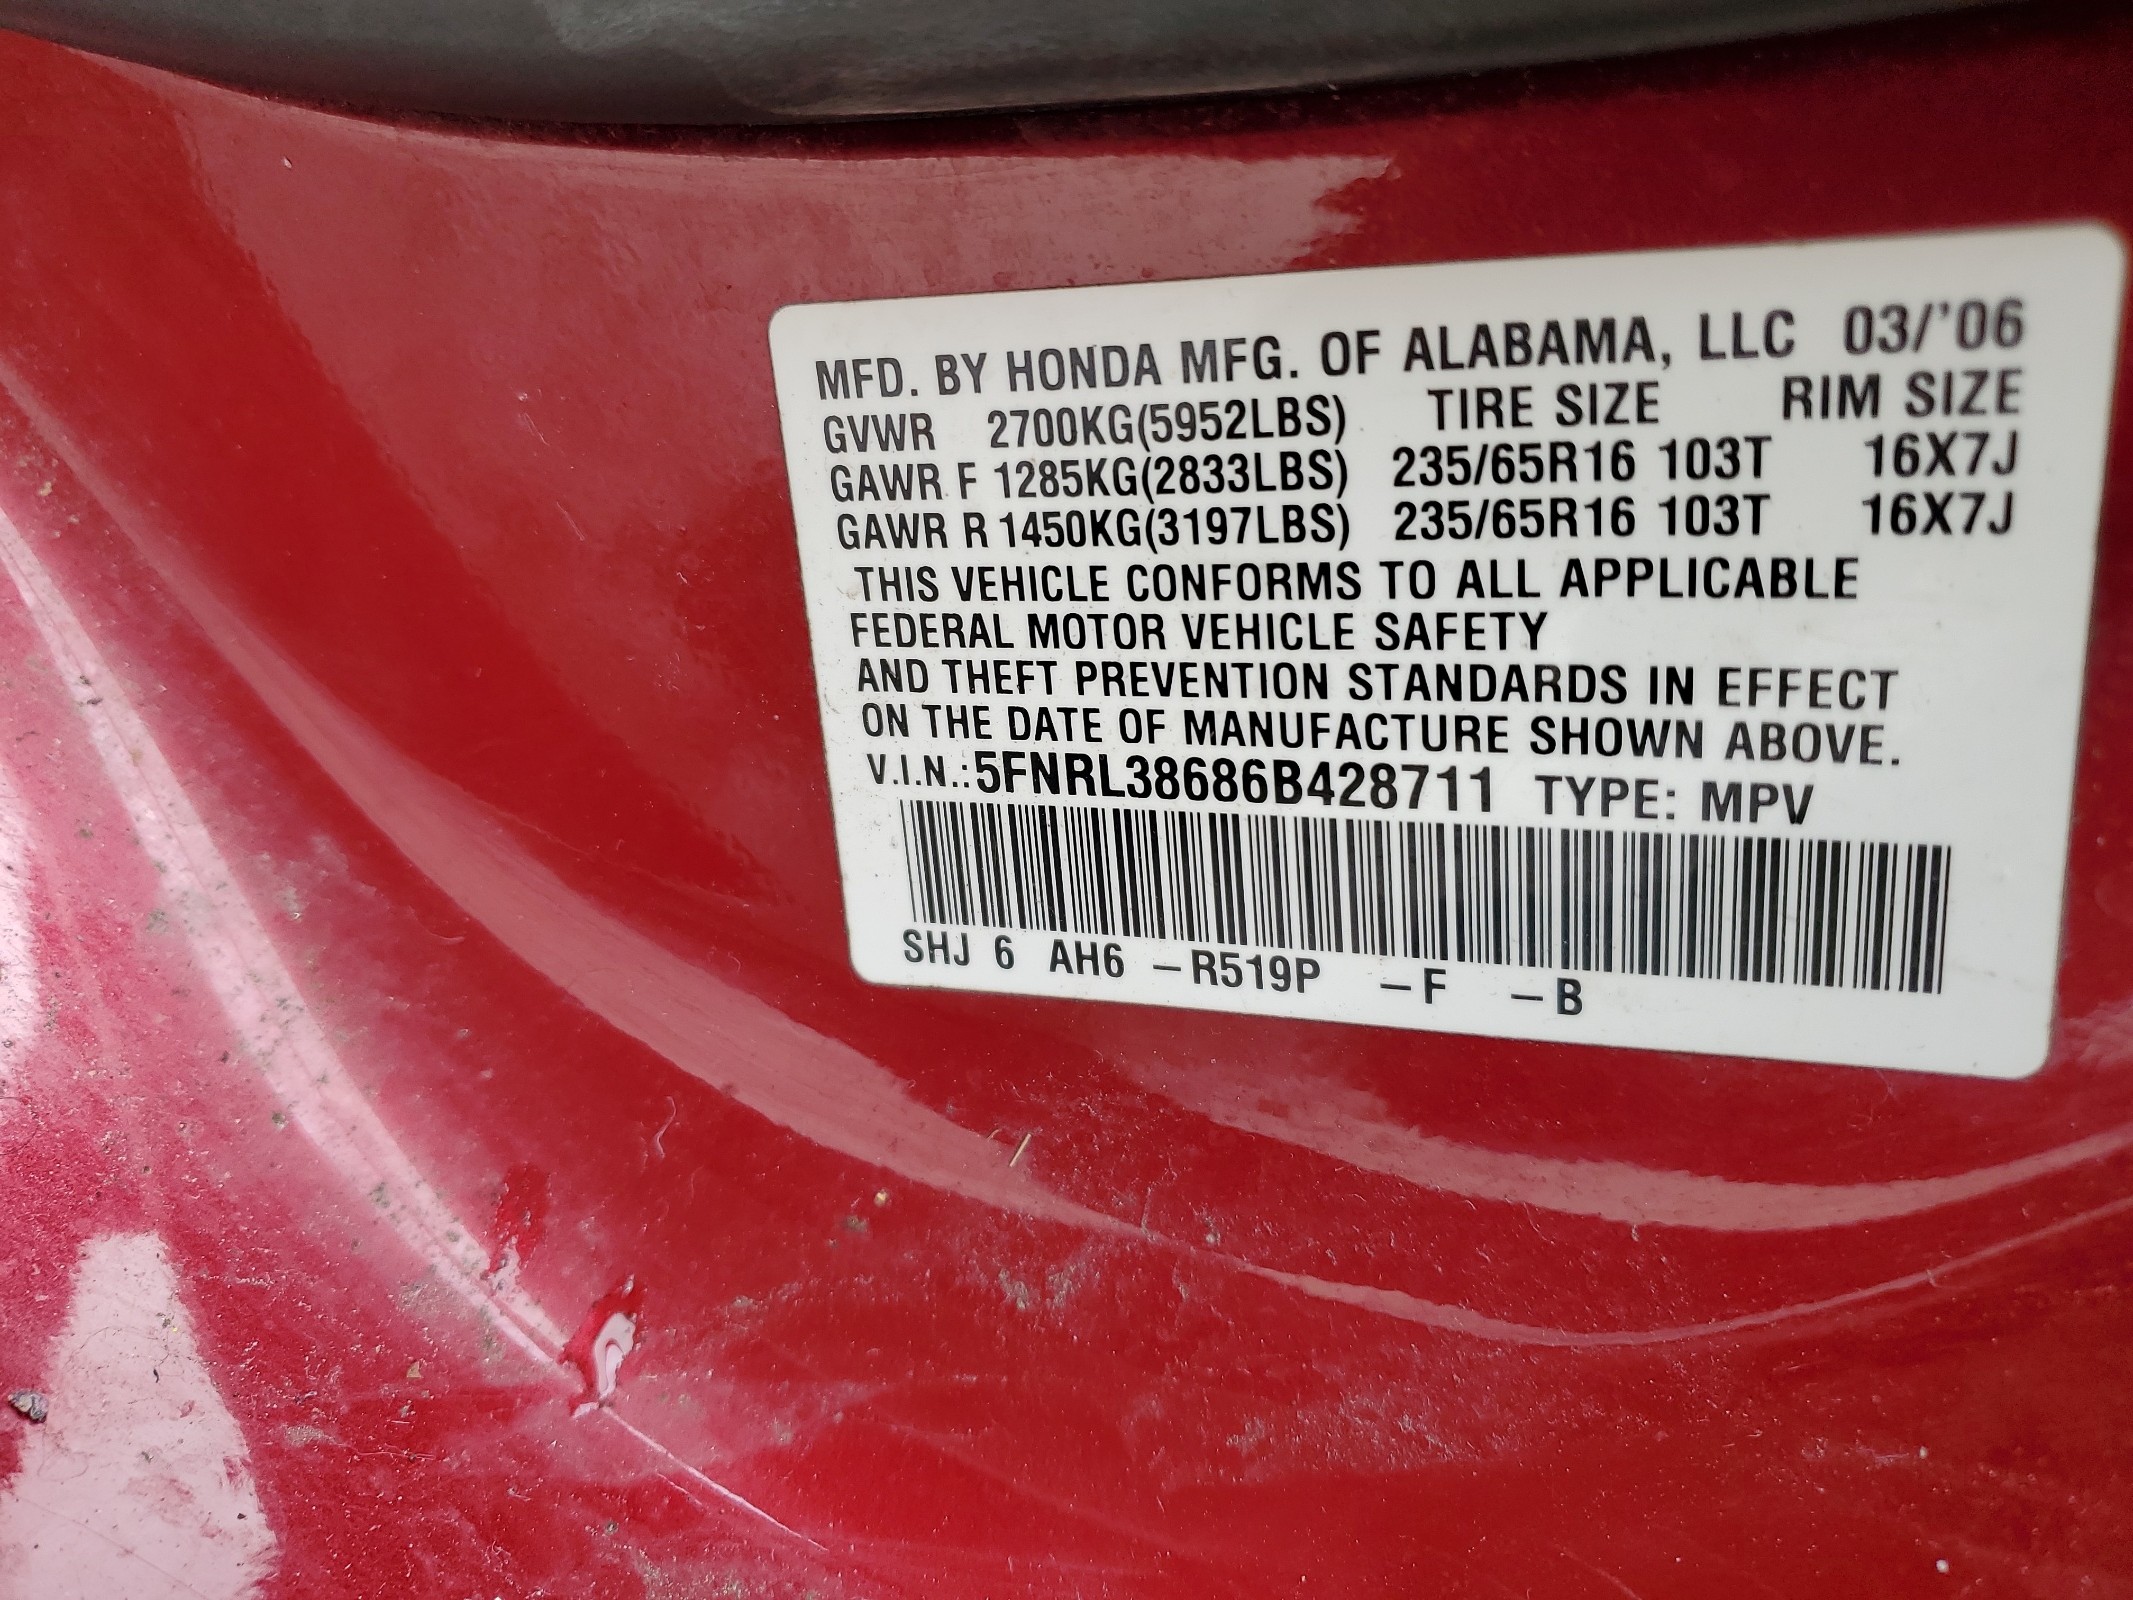 MFD. BY HONDA MFG. OF ALABAMA, LLC 03/'06
GVWR 2700KG(5952LBS) TIRE SIZE RIM SIZE
GAWR F 1285KG(2833LBS) 235/65R16 103T 16X7J
GAWR R 1450KG(3197LBS) 235/65R16 103T 16X7J
THIS VEHICLE CONFORMS TO ALL APPLICABLE
FEDERAL MOTOR VEHICLE SAFETY
AND THEFT PREVENTION STANDARDS IN EFFECT
ON THE DATE OF MANUFACTURE SHOWN ABOVE.
V.I.N.:5FNRL38686B428711 TYPE: MPV
SHJ 6 AH6 –R519P –F –B